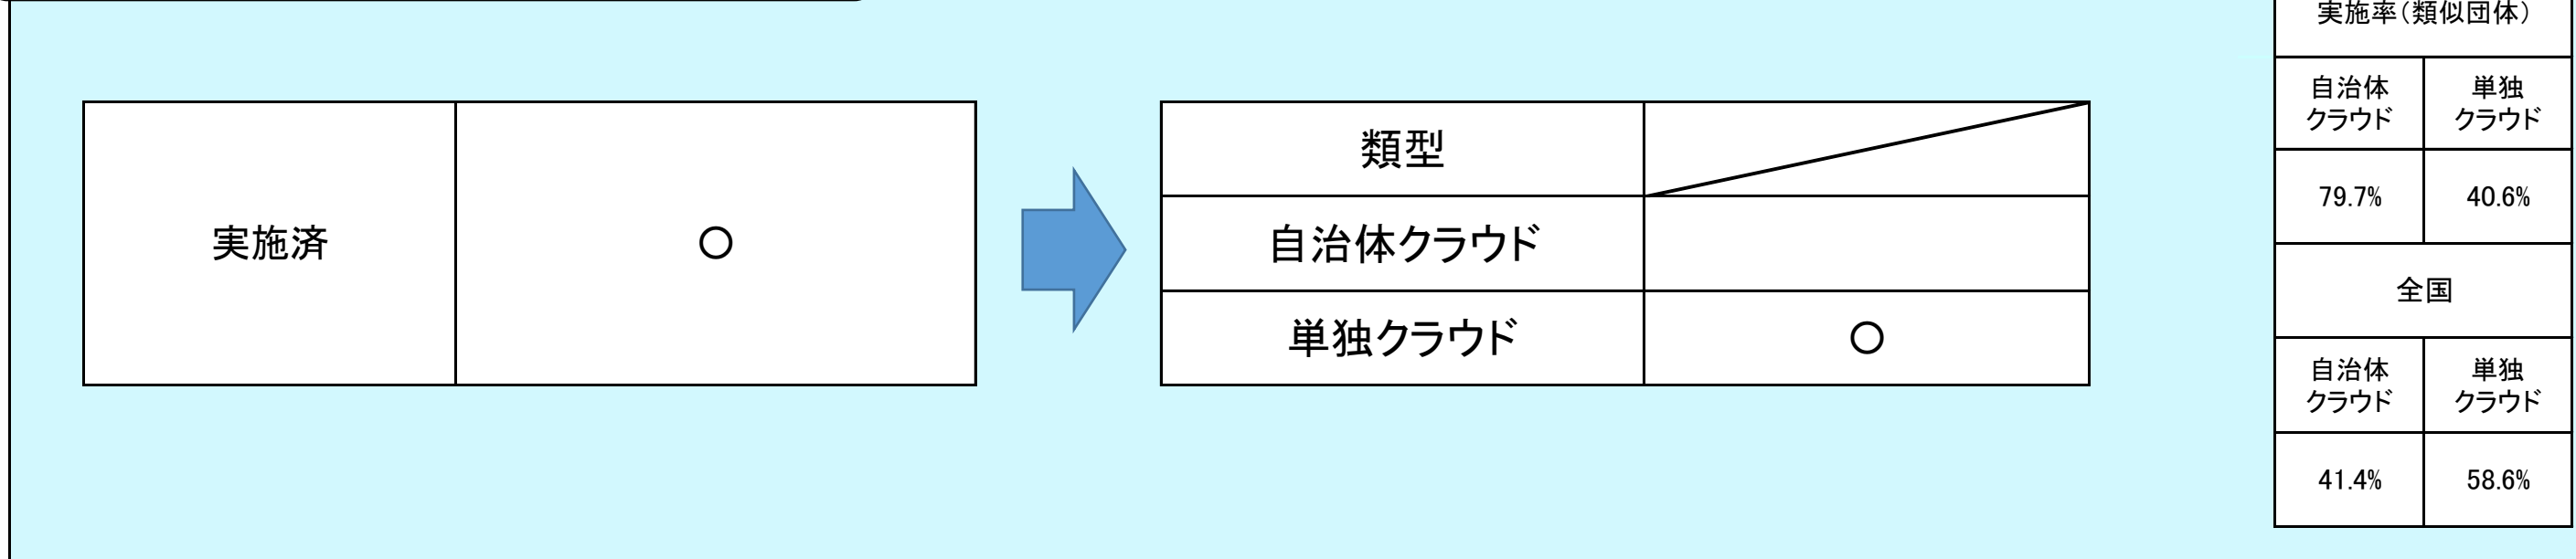 実施済
○
類型
自治体クラウド
単独クラウド
○
実施率(類似団体)
自治体
クラウド
単独
クラウド
79.7%
40.6%
全国
自治体
クラウド
単独
クラウド
41.4%
58.6%